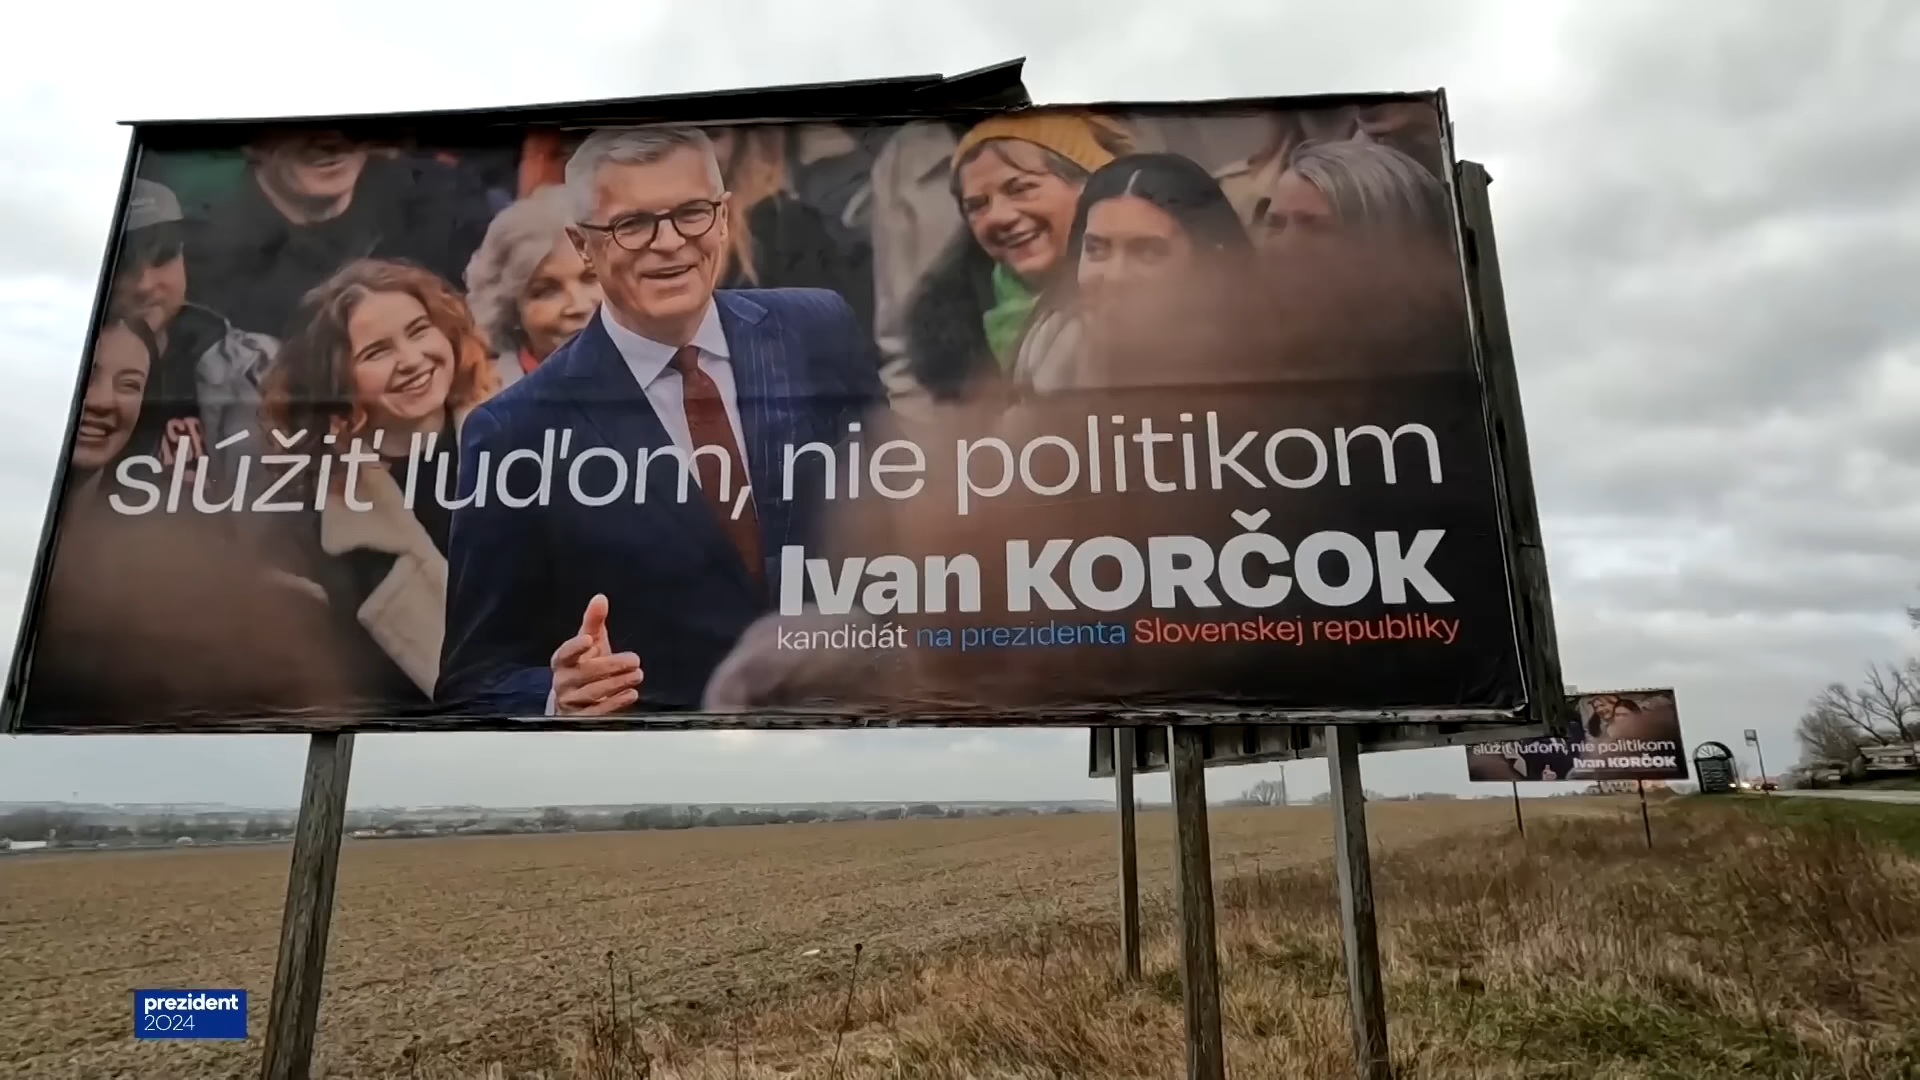 slúžiť ľuďom, nie politikom
Ivan KORČOK
kandidát na prezidenta Slovenskej republiky
slúžiť ľuďom, nie politikom
Ivan KORČOK
prezident
2024